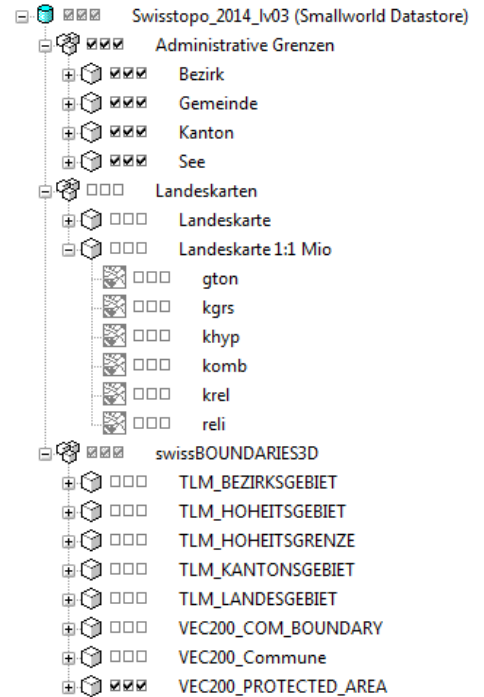 Swisstopo_2014_lv03 (Smallworld Datastore)
Administrative Grenzen
Bezirk
Gemeinde
Kanton
See
Landeskarten
Landeskarte
Landeskarte 1:1 Mio
gton
kgrs
khyp
komb
krel
reli
swissBOUNDARIES3D
TLM_BEZIRKSGEBIET
TLM_HOHEITSGEBIET
TLM_HOHEITSGRENZE
TLM_KANTONSGEBIET
TLM_LANDESGEBIET
VEC200_COM_BOUNDARY
VEC200_Commune
VEC200_PROTECTED_AREA